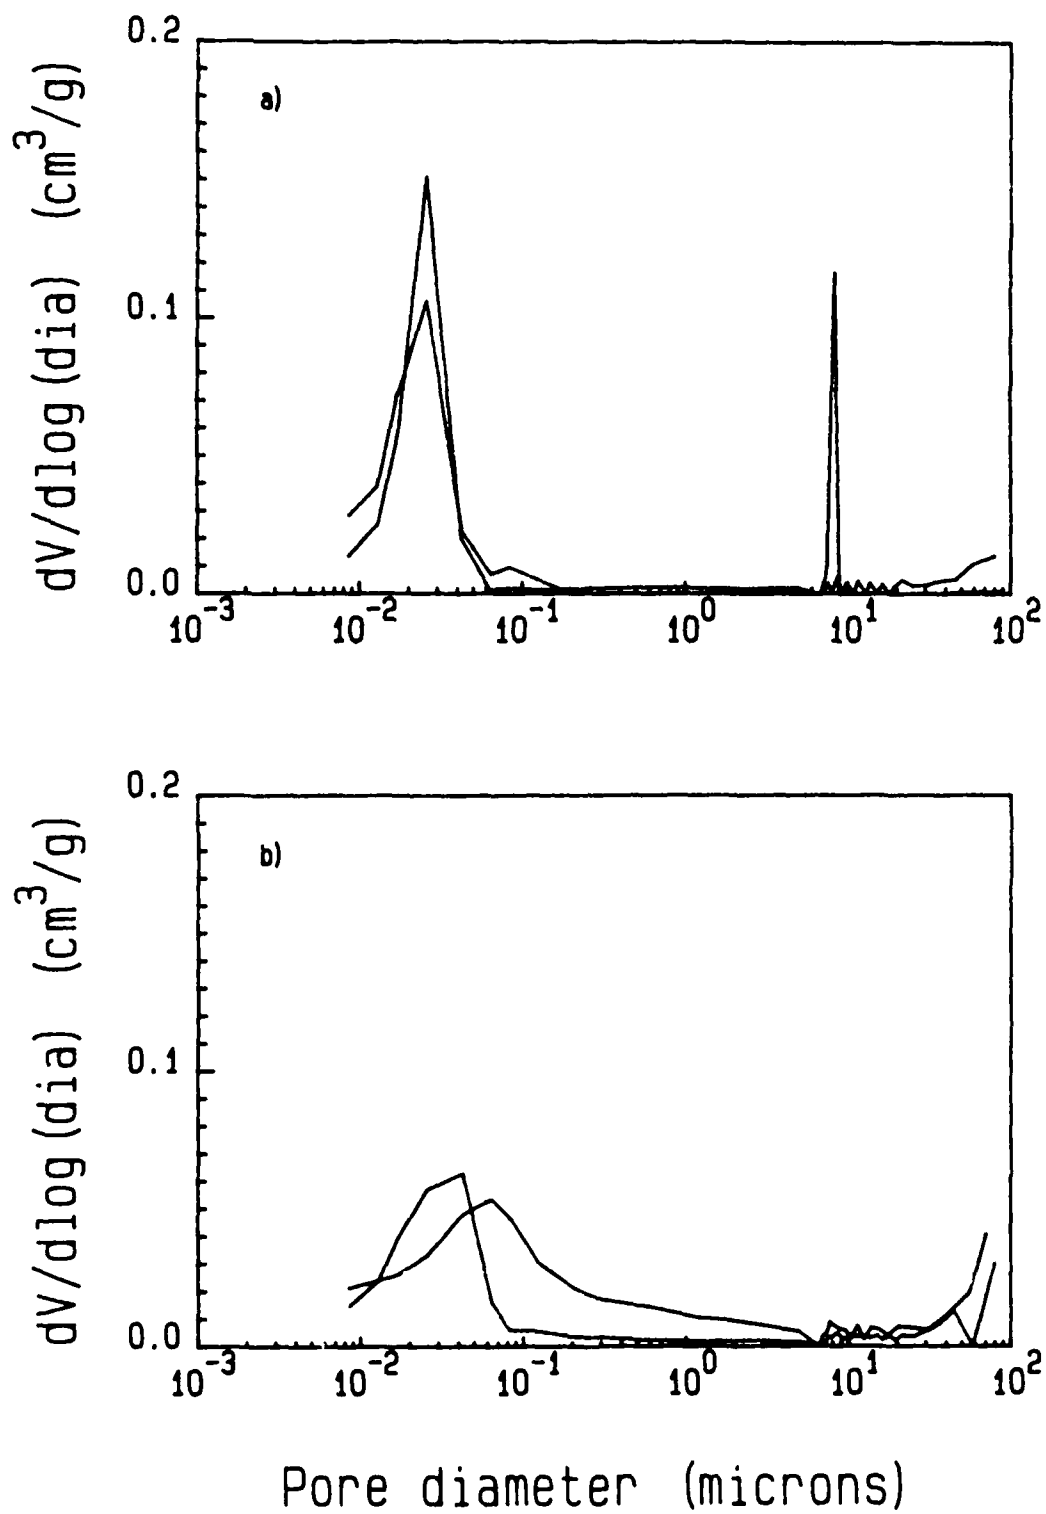 0.2
a)
dV/dlog(dia) (cm³/g)
0.1
0.0
10⁻³ 10⁻² 10⁻¹ 10⁰ 10¹ 10²
0.2
b)
dV/dlog(dia) (cm³/g)
0.1
0.0
10⁻³ 10⁻² 10⁻¹ 10⁰ 10¹ 10²
Pore diameter (microns)